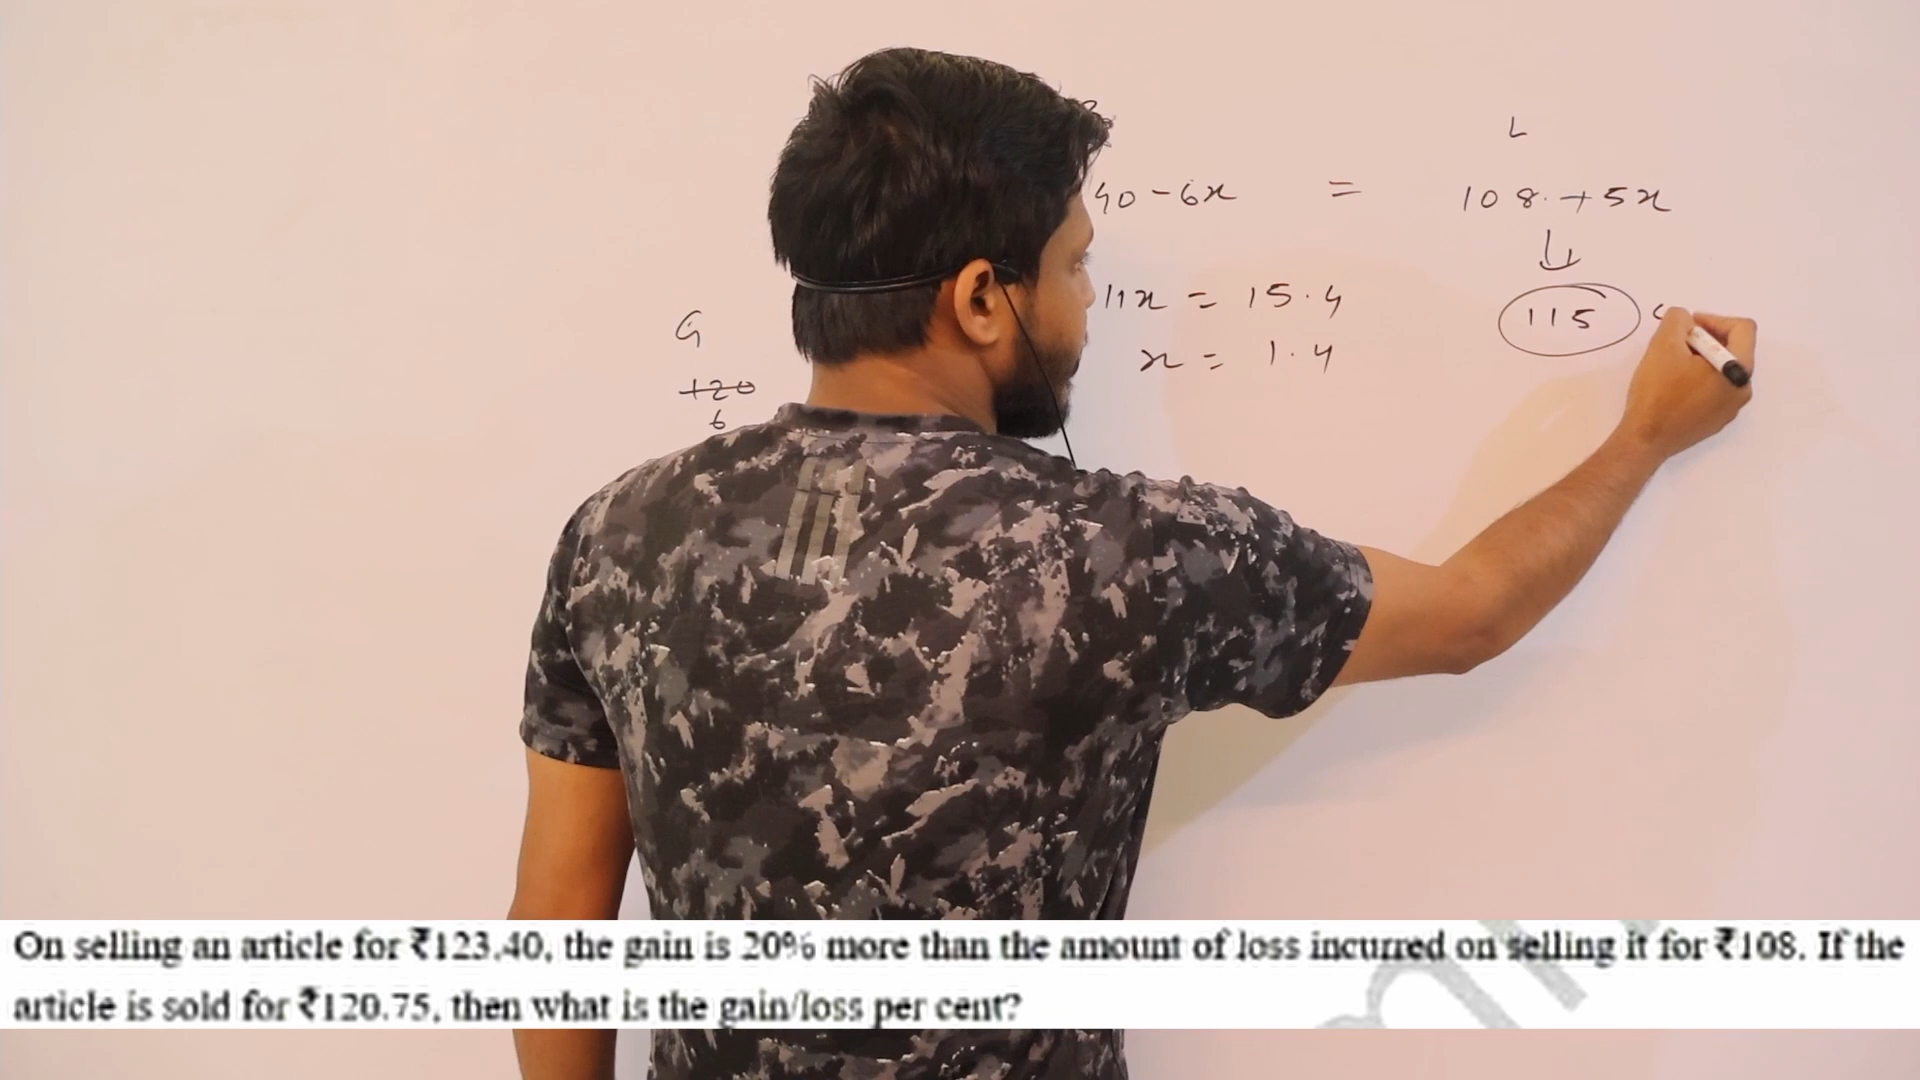 L
40 - 6x = 108. + 5x
11x = 15.4
115
x = 1.4
G
120
6
On selling an article for ₹123.40, the gain is 20% more than the amount of loss incurred on selling it for ₹108. If the
article is sold for ₹120.75, then what is the gain/loss per cent?